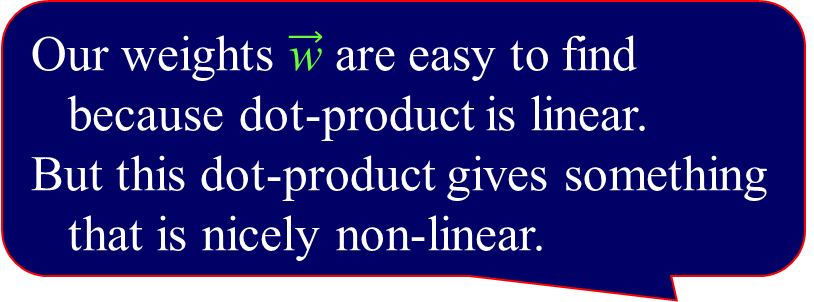 Our weights $\overrightarrow{w}$ are easy to find
because dot-product is linear.
But this dot-product gives something
that is nicely non-linear.